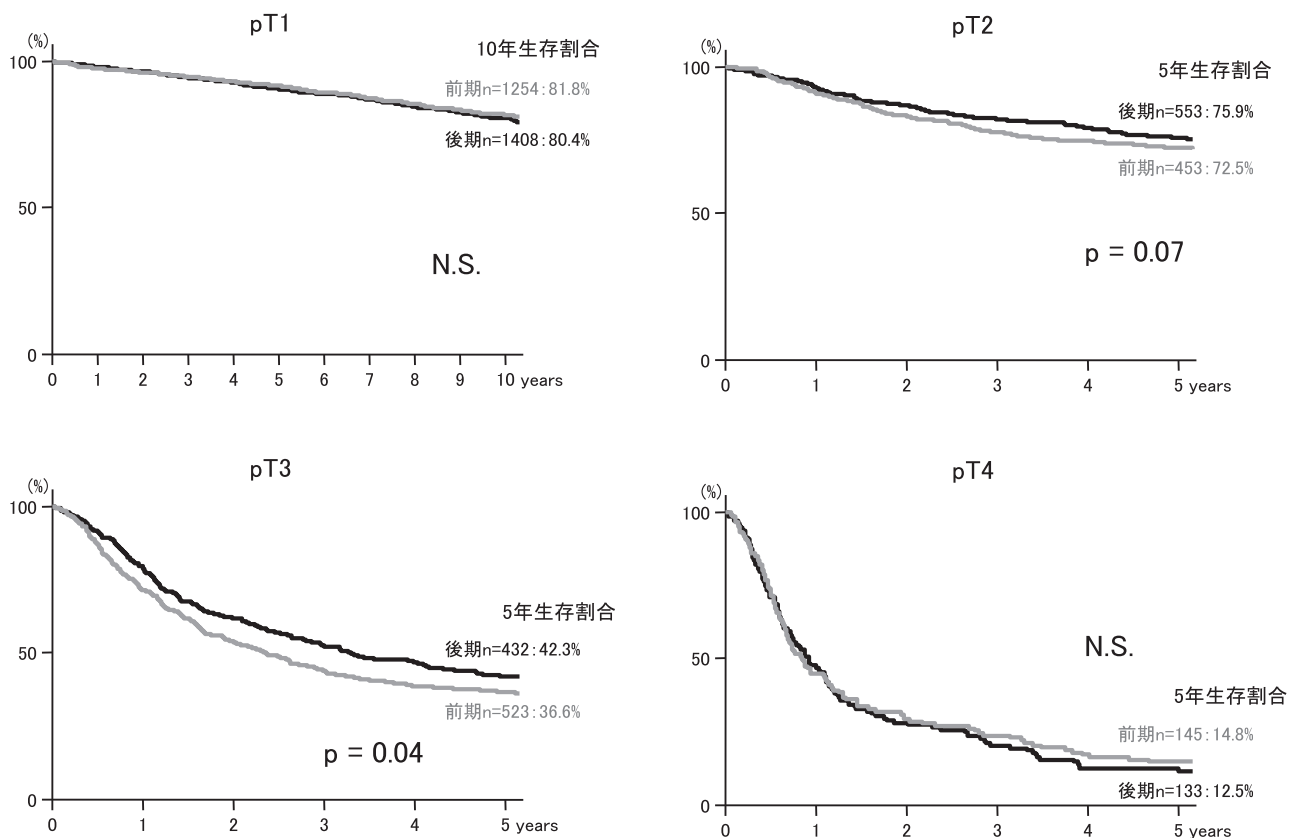 pT1
(%)
100
50
0
0 1 2 3 4 5 6 7 8 9 10 years
10年生存割合
前期n=1254:81.8%
後期n=1408:80.4%
N.S.
pT2
(%)
100
50
0
0 1 2 3 4 5 years
5年生存割合
後期n=553:75.9%
前期n=453:72.5%
p = 0.07
pT3
(%)
100
50
0
0 1 2 3 4 5 years
5年生存割合
後期n=432:42.3%
前期n=523:36.6%
p = 0.04
pT4
(%)
100
50
0
0 1 2 3 4 5 years
N.S.
5年生存割合
前期n=145:14.8%
後期n=133:12.5%